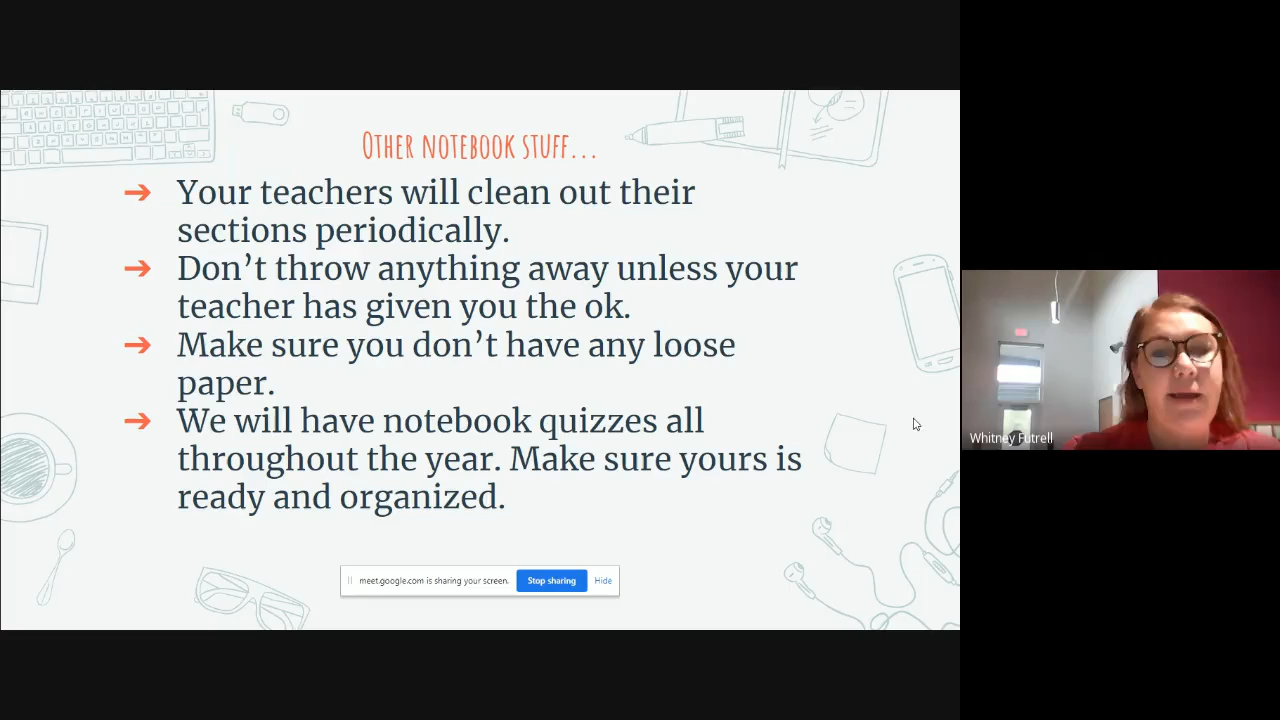 Other notebook stuff...
➔ Your teachers will clean out their
sections periodically.
➔ Don’t throw anything away unless your
teacher has given you the ok.
➔ Make sure you don’t have any loose
paper.
➔ We will have notebook quizzes all
throughout the year. Make sure yours is
ready and organized.
meet.google.com is sharing your screen. Stop sharing Hide
Whitney Futrell